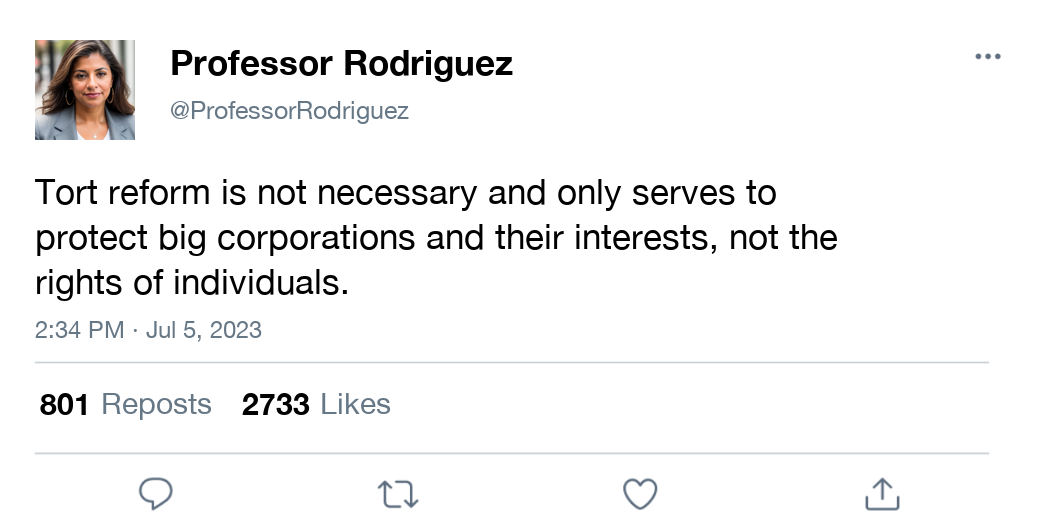 Professor Rodriguez
@ProfessorRodriguez
Tort reform is not necessary and only serves to
protect big corporations and their interests, not the
rights of individuals.
2:34 PM · Jul 5, 2023
801 Reposts 2733 Likes